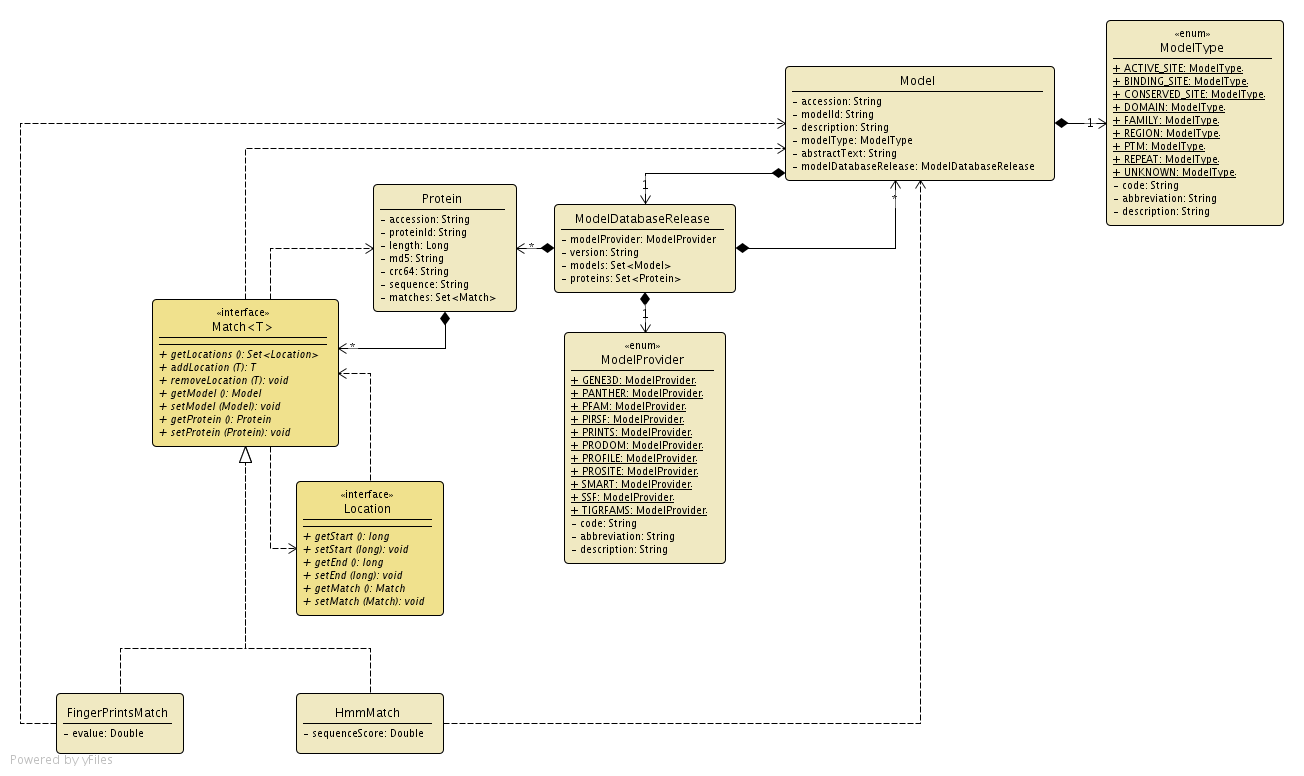 «enum»
ModelType
+ ACTIVE_SITE: ModelType.
+ BINDING_SITE: ModelType.
+ CONSERVED_SITE: ModelType.
+ DOMAIN: ModelType.
+ FAMILY: ModelType.
+ REGION: ModelType.
+ PTM: ModelType.
+ REPEAT: ModelType.
+ UNKNOWN: ModelType.
- code: String
- abbreviation: String
- description: String
Model
- accession: String
- modelId: String
- description: String
- modelType: ModelType
- abstractText: String
- modelDatabaseRelease: ModelDatabaseRelease
1
1
*
Protein
- accession: String
- proteinId: String
- length: Long
- md5: String
- crc64: String
- sequence: String
- matches: Set<Match>
*
ModelDatabaseRelease
- modelProvider: ModelProvider
- version: String
- models: Set<Model>
- proteins: Set<Protein>
1
*
«interface»
Match<T>
+ getLocations (): Set<Location>
+ addLocation (T): T
+ removeLocation (T): void
+ getModel (): Model
+ setModel (Model): void
+ getProtein (): Protein
+ setProtein (Protein): void
«enum»
ModelProvider
+ GENE3D: ModelProvider.
+ PANTHER: ModelProvider.
+ PFAM: ModelProvider.
+ PIRSF: ModelProvider.
+ PRINTS: ModelProvider.
+ PRODOM: ModelProvider.
+ PROFILE: ModelProvider.
+ PROSITE: ModelProvider.
+ SMART: ModelProvider.
+ SSF: ModelProvider.
+ TIGRFAMS: ModelProvider.
- code: String
- abbreviation: String
- description: String
«interface»
Location
+ getStart (): long
+ setStart (long): void
+ getEnd (): long
+ setEnd (long): void
+ getMatch (): Match
+ setMatch (Match): void
FingerPrintsMatch
- evalue: Double
HmmMatch
- sequenceScore: Double
Powered by yFiles